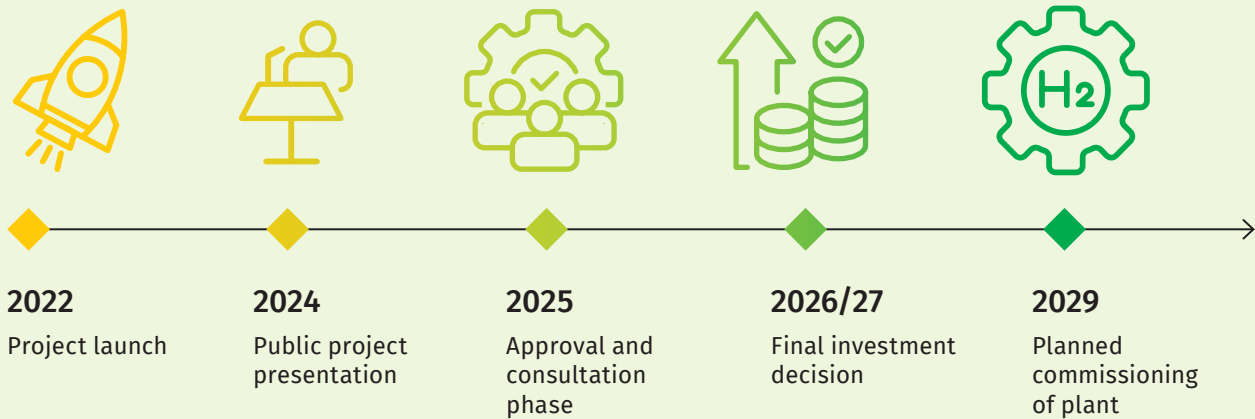 H2
2022
Project launch
2024
Public project
presentation
2025
Approval and
consultation
phase
2026/27
Final investment
decision
2029
Planned
commissioning
of plant